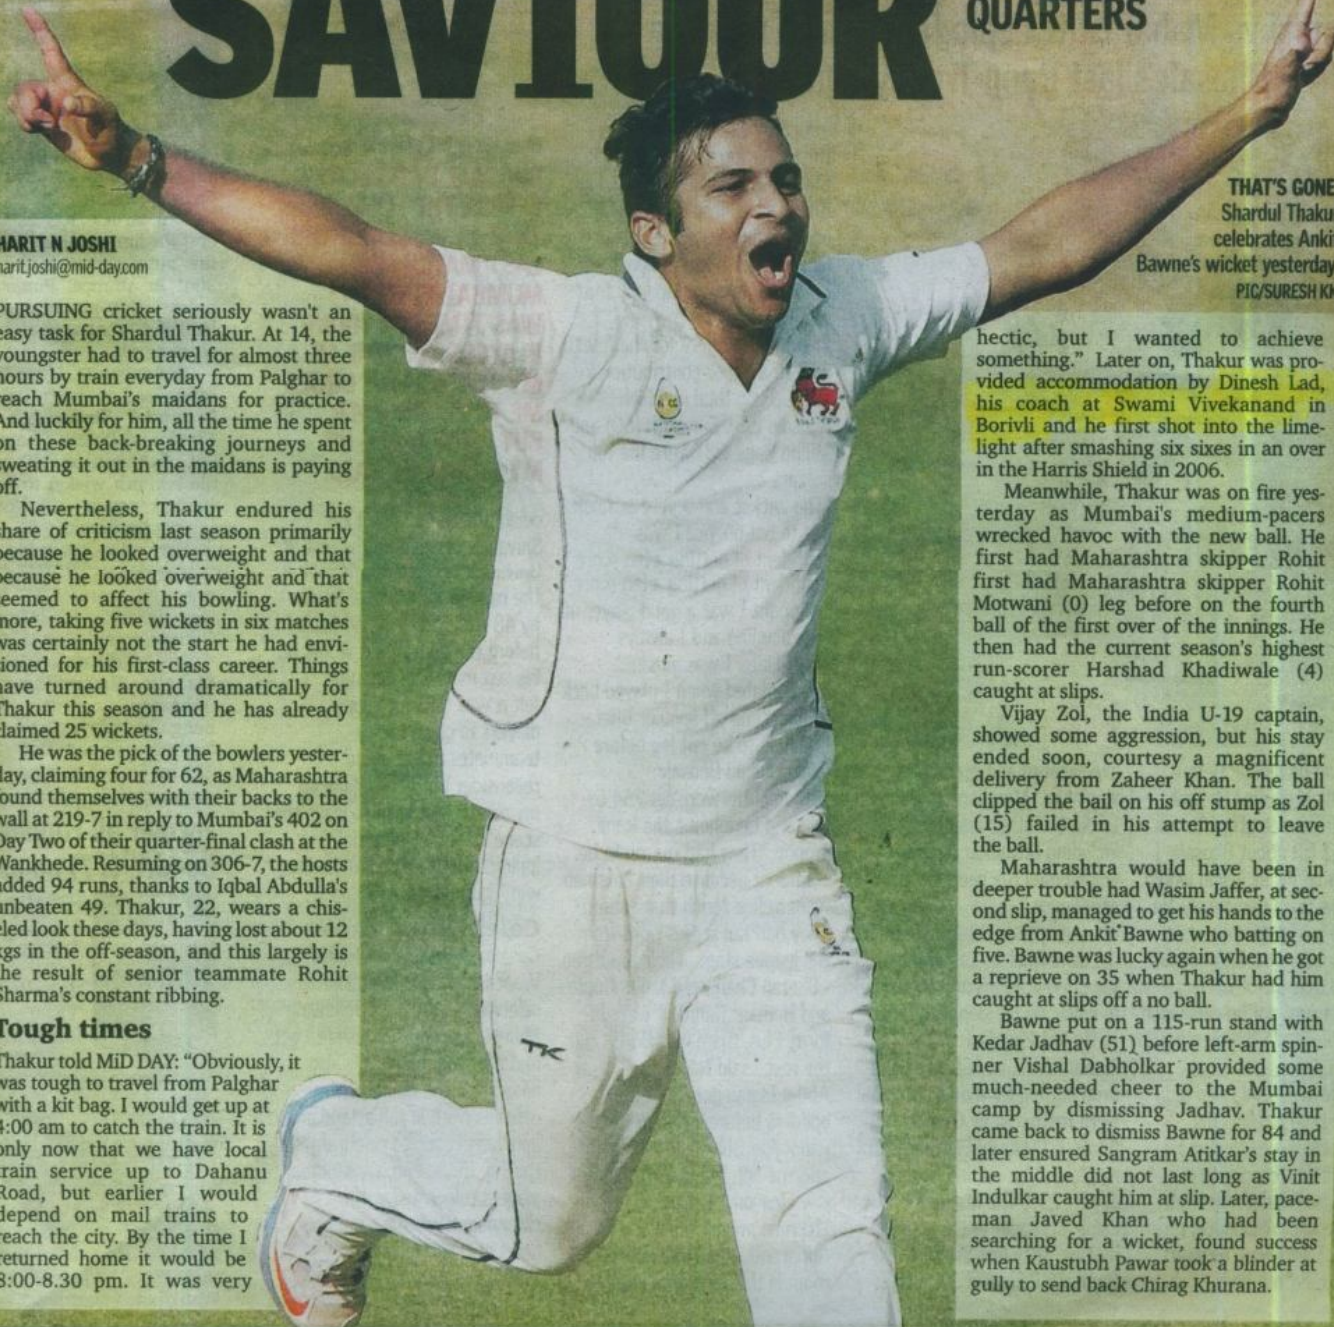 SAVIOUR
QUARTERS
THAT'S GONE
Shardul Thaku
celebrates Anki
Bawne's wicket yesterday
PIC/SURESH KK
HARIT N JOSHI
harit.joshi@mid-day.com
PURSUING cricket seriously wasn't an
easy task for Shardul Thakur. At 14, the
youngster had to travel for almost three
hours by train everyday from Palghar to
reach Mumbai's maidans for practice.
And luckily for him, all the time he spent
on these back-breaking journeys and
sweating it out in the maidans is paying
off.
Nevertheless, Thakur endured his
share of criticism last season primarily
because he looked overweight and that
because he looked overweight and that
seemed to affect his bowling. What's
more, taking five wickets in six matches
was certainly not the start he had envi-
sioned for his first-class career. Things
have turned around dramatically for
Thakur this season and he has already
claimed 25 wickets.
He was the pick of the bowlers yester-
day, claiming four for 62, as Maharashtra
found themselves with their backs to the
wall at 219-7 in reply to Mumbai's 402 on
Day Two of their quarter-final clash at the
Wankhede. Resuming on 306-7, the hosts
added 94 runs, thanks to Iqbal Abdulla's
unbeaten 49. Thakur, 22, wears a chis-
eled look these days, having lost about 12
kgs in the off-season, and this largely is
the result of senior teammate Rohit
Sharma's constant ribbing.
Tough times
Thakur told MiD DAY: “Obviously, it
was tough to travel from Palghar
with a kit bag. I would get up at
4:00 am to catch the train. It is
only now that we have local
train service up to Dahanu
Road, but earlier I would
depend on mail trains to
reach the city. By the time I
returned home it would be
8:00-8.30 pm. It was very
TK
hectic, but I wanted to achieve
something.” Later on, Thakur was pro-
vided accommodation by Dinesh Lad,
his coach at Swami Vivekanand in
Borivli and he first shot into the lime-
light after smashing six sixes in an over
in the Harris Shield in 2006.
Meanwhile, Thakur was on fire yes-
terday as Mumbai's medium-pacers
wrecked havoc with the new ball. He
first had Maharashtra skipper Rohit
first had Maharashtra skipper Rohit
Motwani (0) leg before on the fourth
ball of the first over of the innings. He
then had the current season's highest
run-scorer Harshad Khadiwale (4)
caught at slips.
Vijay Zol, the India U-19 captain,
showed some aggression, but his stay
ended soon, courtesy a magnificent
delivery from Zaheer Khan. The ball
clipped the bail on his off stump as Zol
(15) failed in his attempt to leave
the ball.
Maharashtra would have been in
deeper trouble had Wasim Jaffer, at sec-
ond slip, managed to get his hands to the
edge from Ankit Bawne who batting on
five. Bawne was lucky again when he got
a reprieve on 35 when Thakur had him
caught at slips off a no ball.
Bawne put on a 115-run stand with
Kedar Jadhav (51) before left-arm spin-
ner Vishal Dabholkar provided some
much-needed cheer to the Mumbai
camp by dismissing Jadhav. Thakur
came back to dismiss Bawne for 84 and
later ensured Sangram Atitkar's stay in
the middle did not last long as Vinit
Indulkar caught him at slip. Later, pace-
man Javed Khan who had been
searching for a wicket, found success
when Kaustubh Pawar took a blinder at
gully to send back Chirag Khurana.